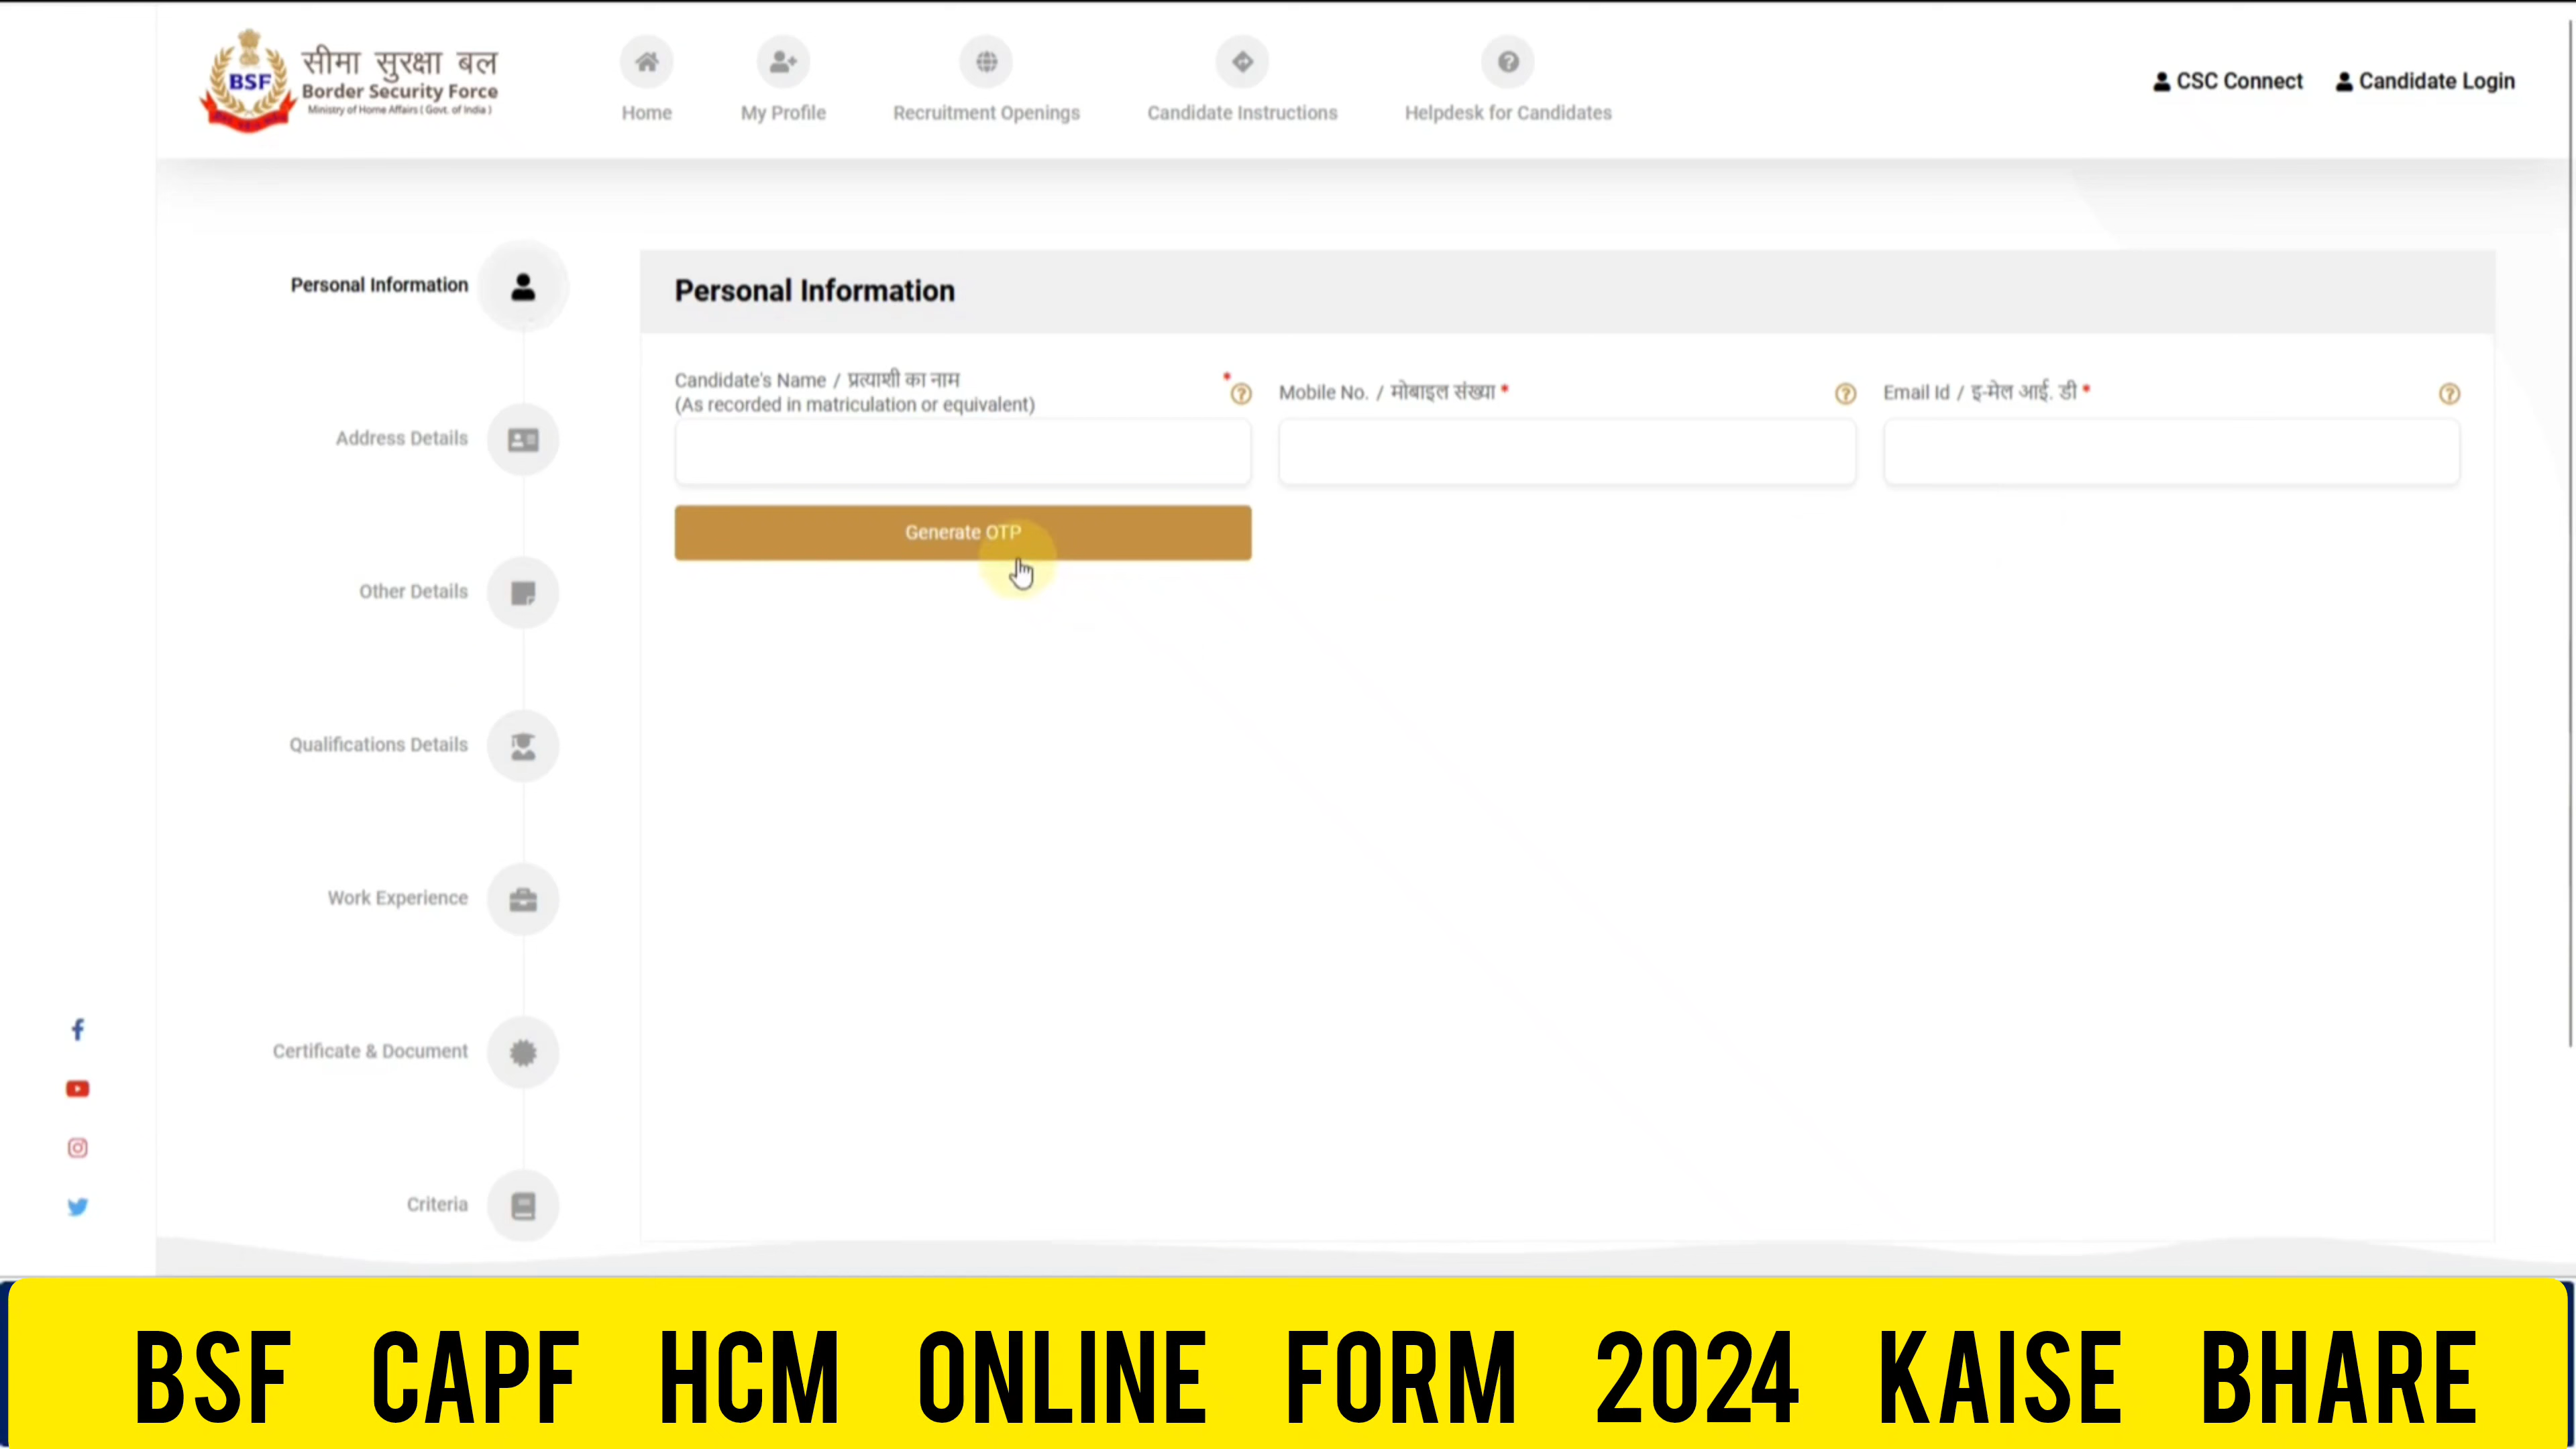 सीमा सुरक्षा बल
BSF
Border Security Force
Ministry of Home Affairs ( Govt. of India )
Home
My Profile
Recruitment Openings
Candidate Instructions
Helpdesk for Candidates
CSC Connect
Candidate Login
Personal Information
Address Details
Other Details
Qualifications Details
Work Experience
Certificate & Document
Criteria
Personal Information
Candidate's Name / प्रत्याशी का नाम *
(As recorded in matriculation or equivalent)
Mobile No. / मोबाइल संख्या *
Email Id / इ-मेल आई. डी *
Generate OTP
BSF CAPF HCM ONLINE FORM 2024 KAISE BHARE